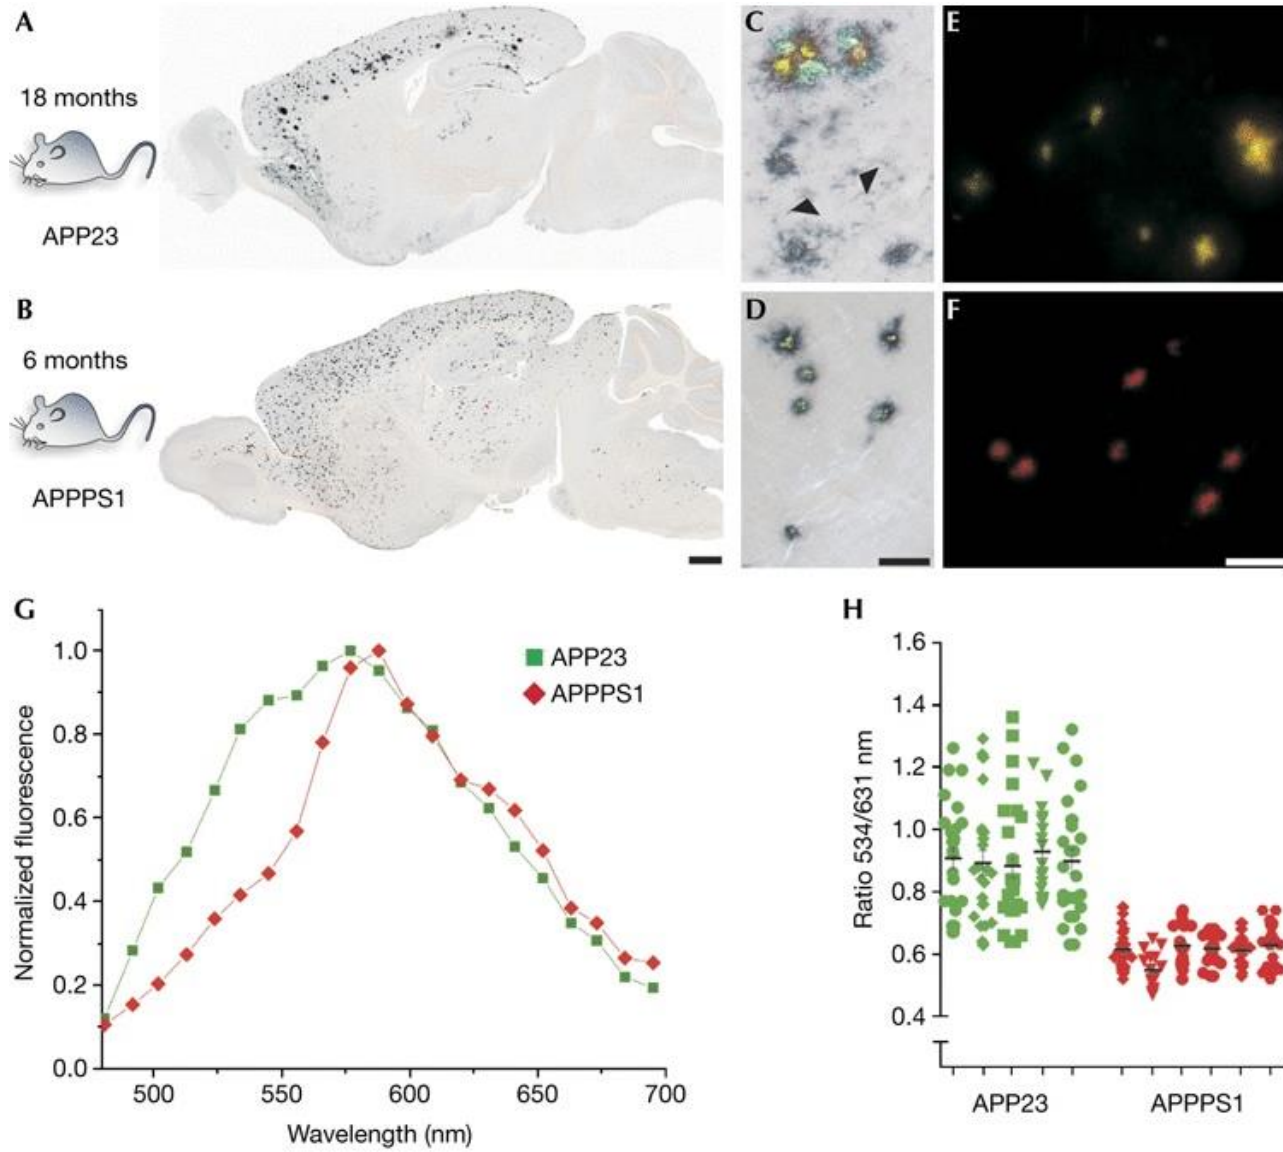 A
18 months
APP23
B
6 months
APPPS1
C
D
E
F
G
Normalized fluorescence
1.0
0.8
0.6
0.4
0.2
0.0
500
550
600
650
700
Wavelength (nm)
APP23
APPPS1
H
Ratio 534/631 nm
1.6
1.4
1.2
1.0
0.8
0.6
0.4
APP23
APPPS1